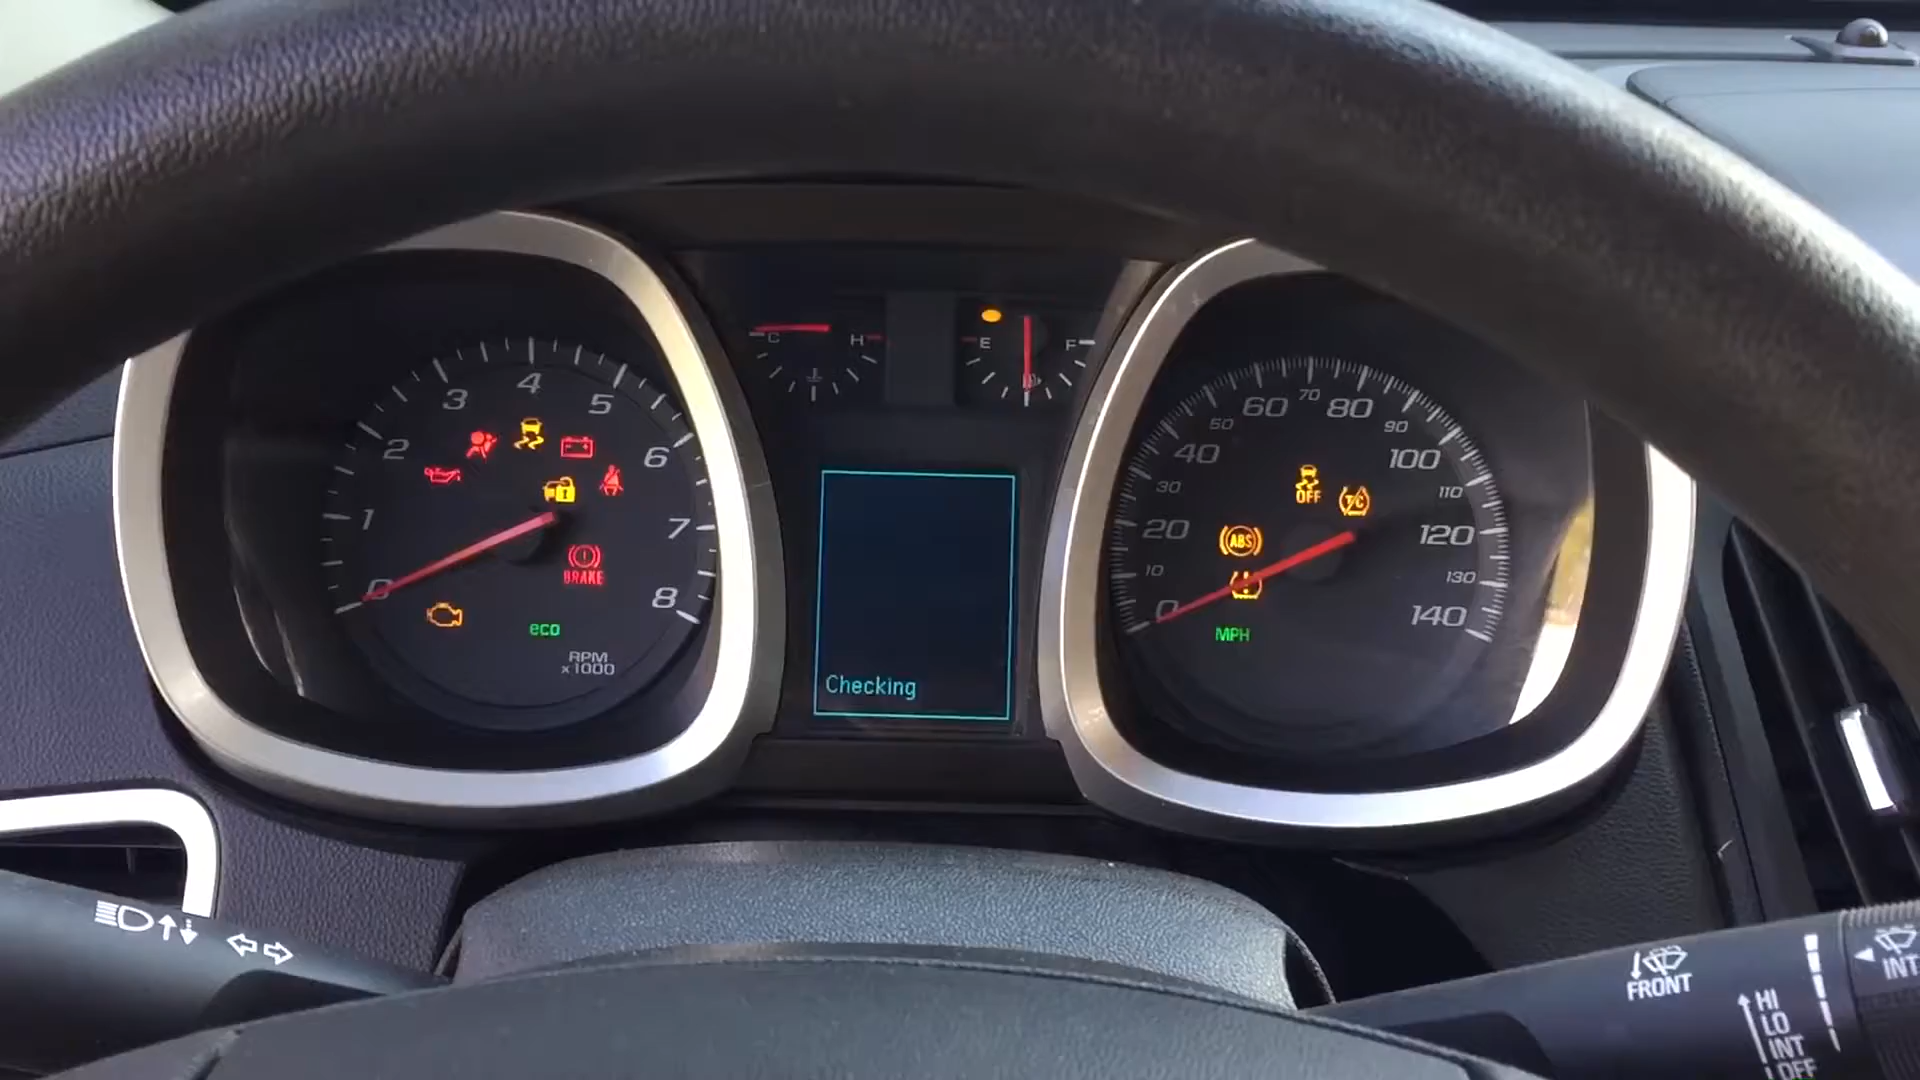 C
H
E
F
4
3
5
2
6
1
7
BRAKE
0
8
eco
RPM
x1000
Checking
70
60
80
50
90
40
100
OFF
T/C
30
110
20
ABS
120
10
130
0
140
MPH
FRONT
INT
HI
LO
INT
OFF